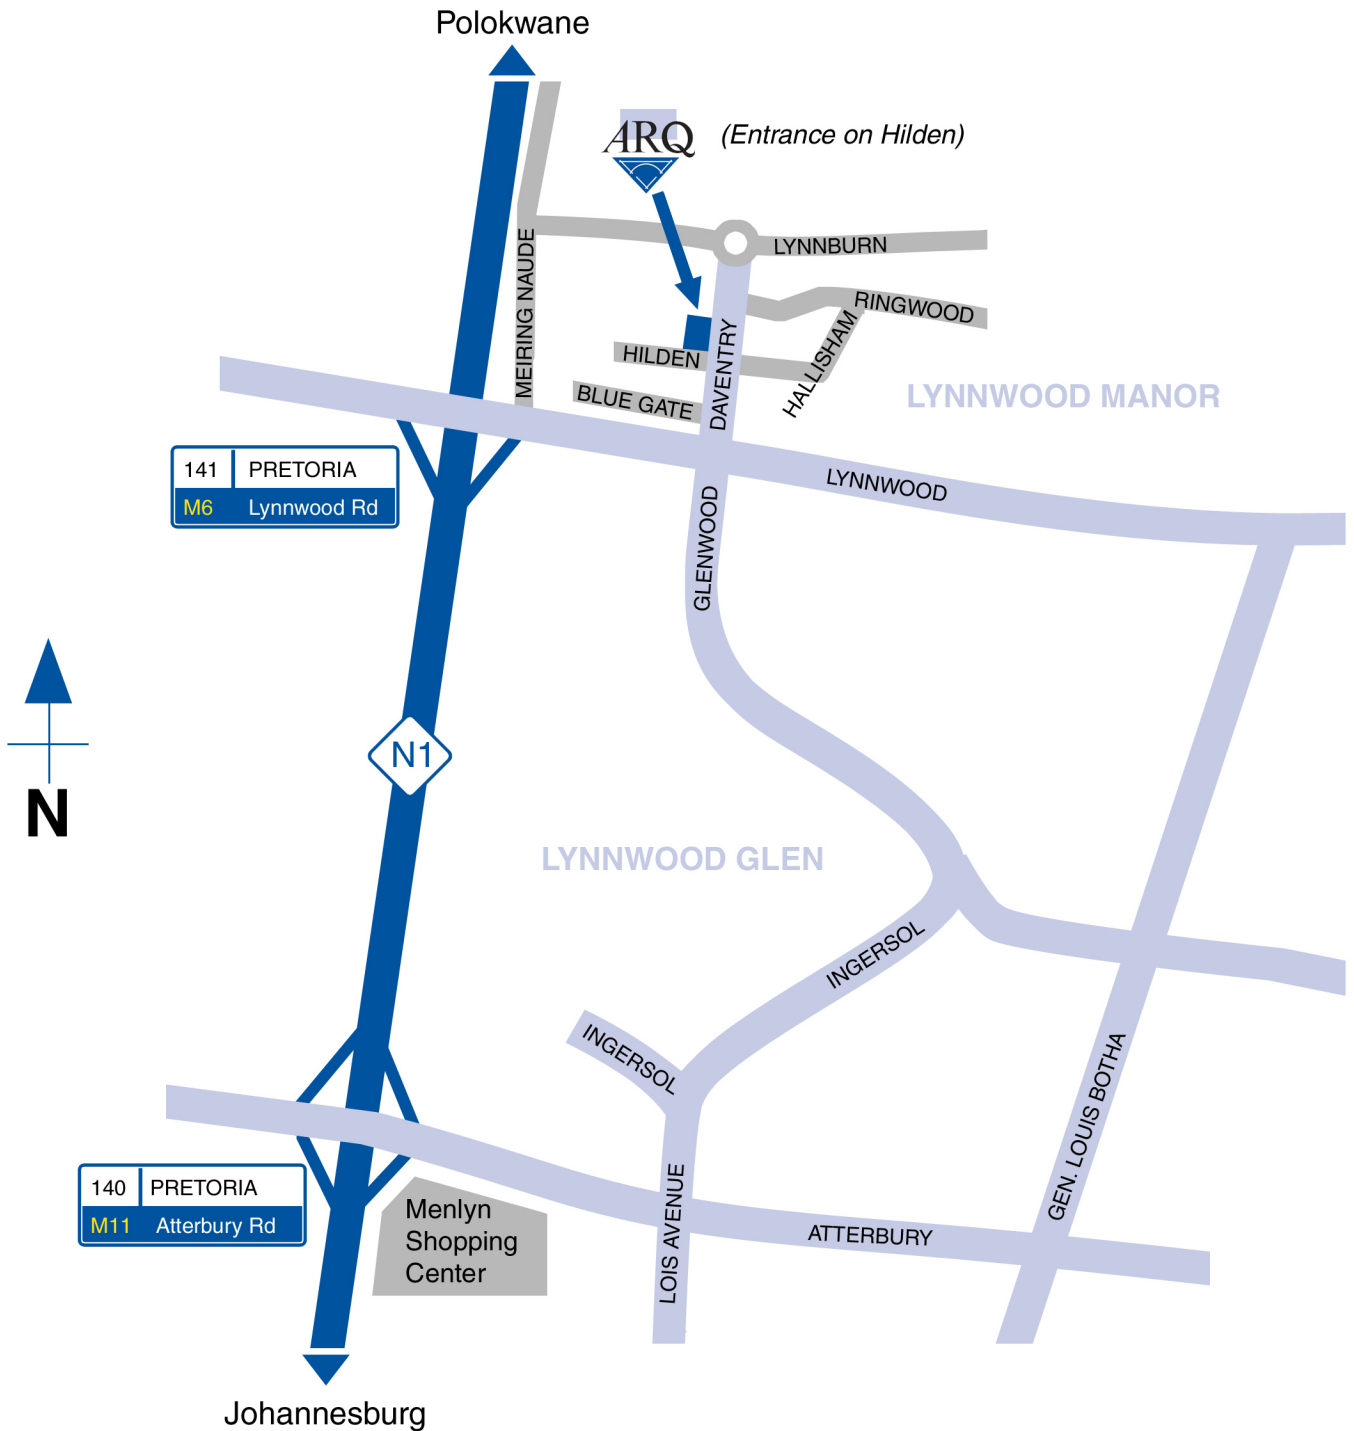 Polokwane
ARQ
(Entrance on Hilden)
LYNNBURN
MEIRING NAUDE
RINGWOOD
HALLISHAM
HILDEN
DAVENTRY
BLUE GATE
LYNNWOOD MANOR
141 PRETORIA
M6 Lynnwood Rd
LYNNWOOD
GLENWOOD
N1
N
LYNNWOOD GLEN
INGERSOL
INGERSOL
GEN. LOUIS BOTHA
140 PRETORIA
M11 Atterbury Rd
Menlyn
Shopping
Center
LOIS AVENUE
ATTERBURY
Johannesburg